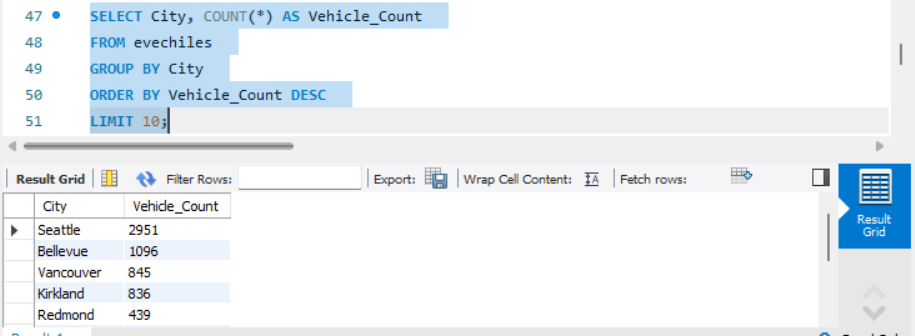 47 SELECT City, COUNT(*) AS Vehicle_Count
48 FROM evechiles
49 GROUP BY City
50 ORDER BY Vehicle_Count DESC
51 LIMIT 10;
Result Grid Filter Rows: Export: Wrap Cell Content: Fetch rows:
City Vehicle_Count
Seattle 2951
Bellevue 1096
Vancouver 845
Kirkland 836
Redmond 439
Result
Grid